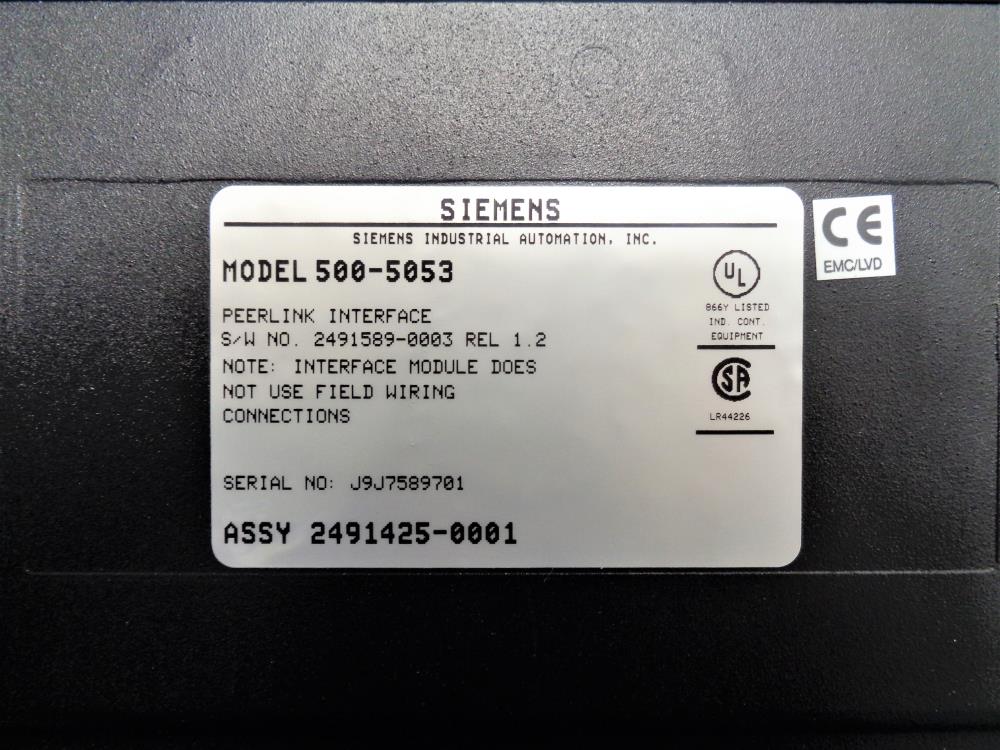 SIEMENS
SIEMENS INDUSTRIAL AUTOMATION, INC.
MODEL 500-5053
PEERLINK INTERFACE
S/W NO. 2491589-0003 REL 1.2
NOTE: INTERFACE MODULE DOES
NOT USE FIELD WIRING
CONNECTIONS
SERIAL NO: J9J7589701
ASSY 2491425-0001
UL
866Y LISTED
IND. CONT.
EQUIPMENT
SA
LR44226
CE
EMC/LVD